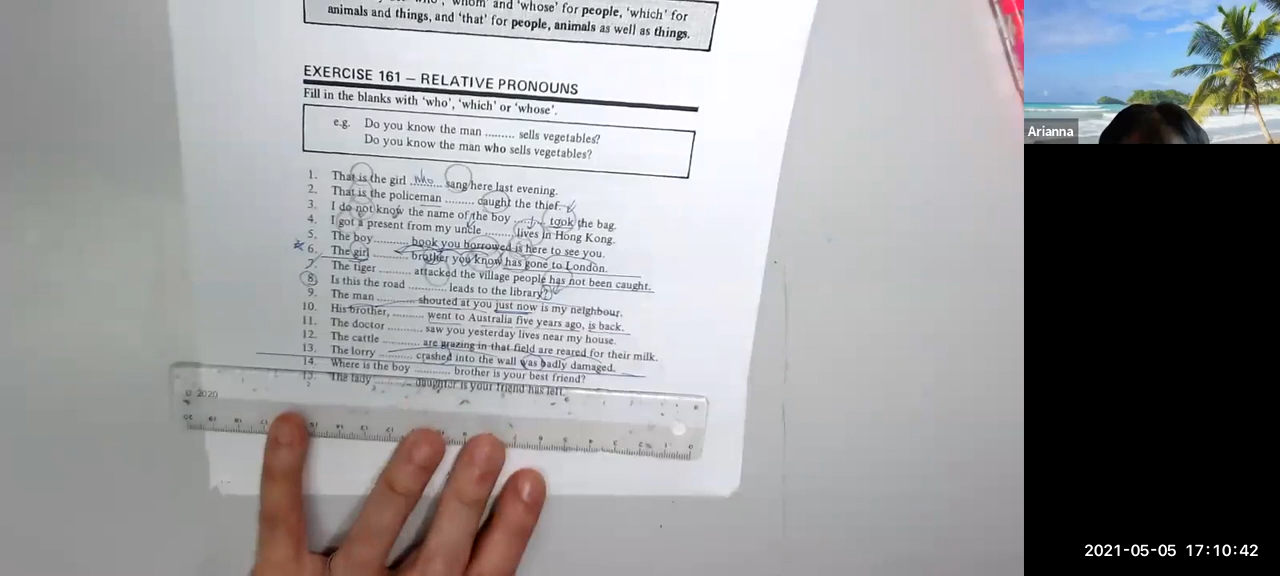 'whom' and 'whose' for people, 'which' for
animals and things, and 'that' for people, animals as well as things.
EXERCISE 161 – RELATIVE PRONOUNS
Fill in the blanks with 'who', 'which' or 'whose'.
e.g. Do you know the man ......... sells vegetables?
Do you know the man who sells vegetables?
1. That is the girl who sang here last evening.
2. That is the policeman ......... caught the thief.
3. I do not know the name of the boy ......... took the bag.
4. I got a present from my uncle ......... lives in Hong Kong.
5. The boy .......... book you borrowed is here to see you.
6. The girl .......... brother you know has gone to London.
7. The tiger .......... attacked the village people has not been caught.
8. Is this the road .......... leads to the library?
9. The man .......... shouted at you just now is my neighbour.
10. His brother, .......... went to Australia five years ago, is back.
11. The doctor .......... saw you yesterday lives near my house.
12. The cattle .......... are grazing in that field are reared for their milk.
13. The lorry .......... crashed into the wall was badly damaged.
14. Where is the boy .......... brother is your best friend?
15. The lady .......... daughter is your friend has left.
2020
Arianna
2021-05-05 17:10:42